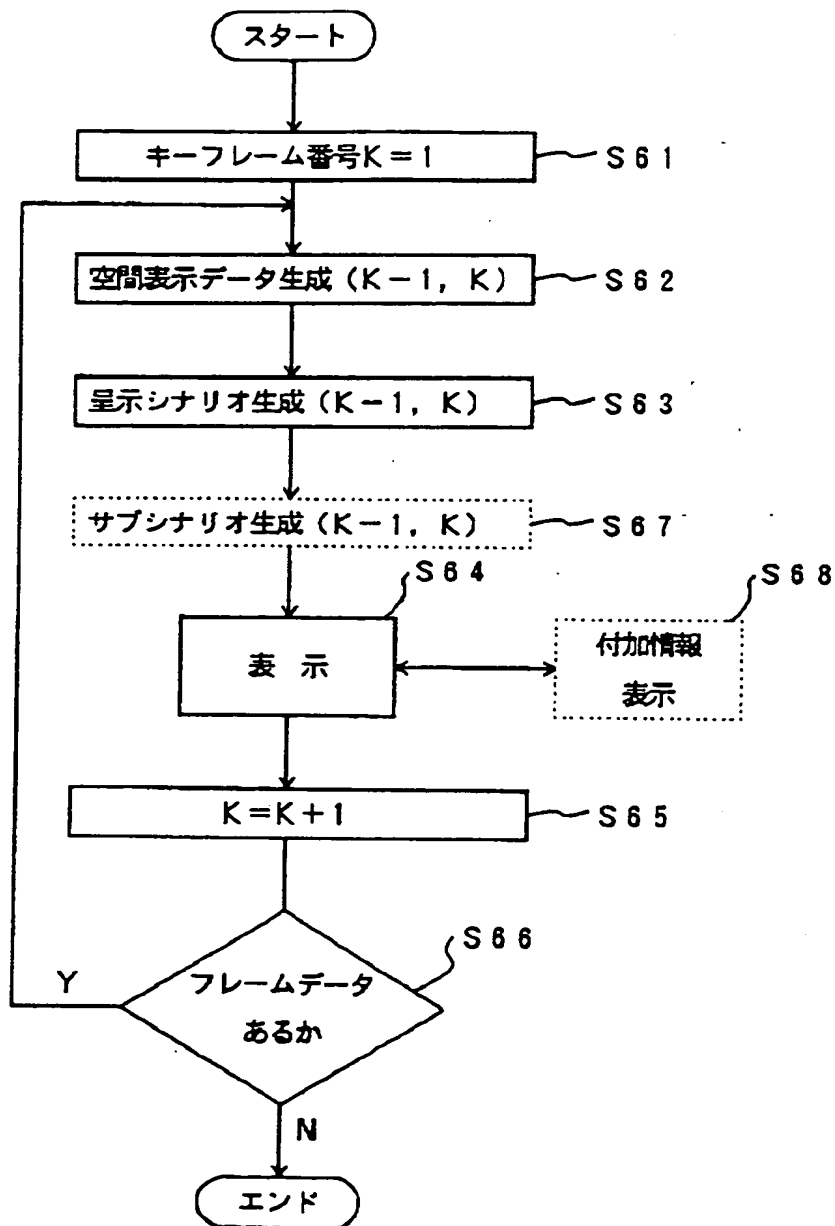 スタート
キーフレーム番号K=1
S61
空間表示データ生成(K-1, K)
S62
呈示シナリオ生成(K-1, K)
S63
サブシナリオ生成(K-1, K)
S67
S64
表 示
S68
付加情報
表示
K=K+1
S65
S66
フレームデータ
あるか
Y
N
エンド